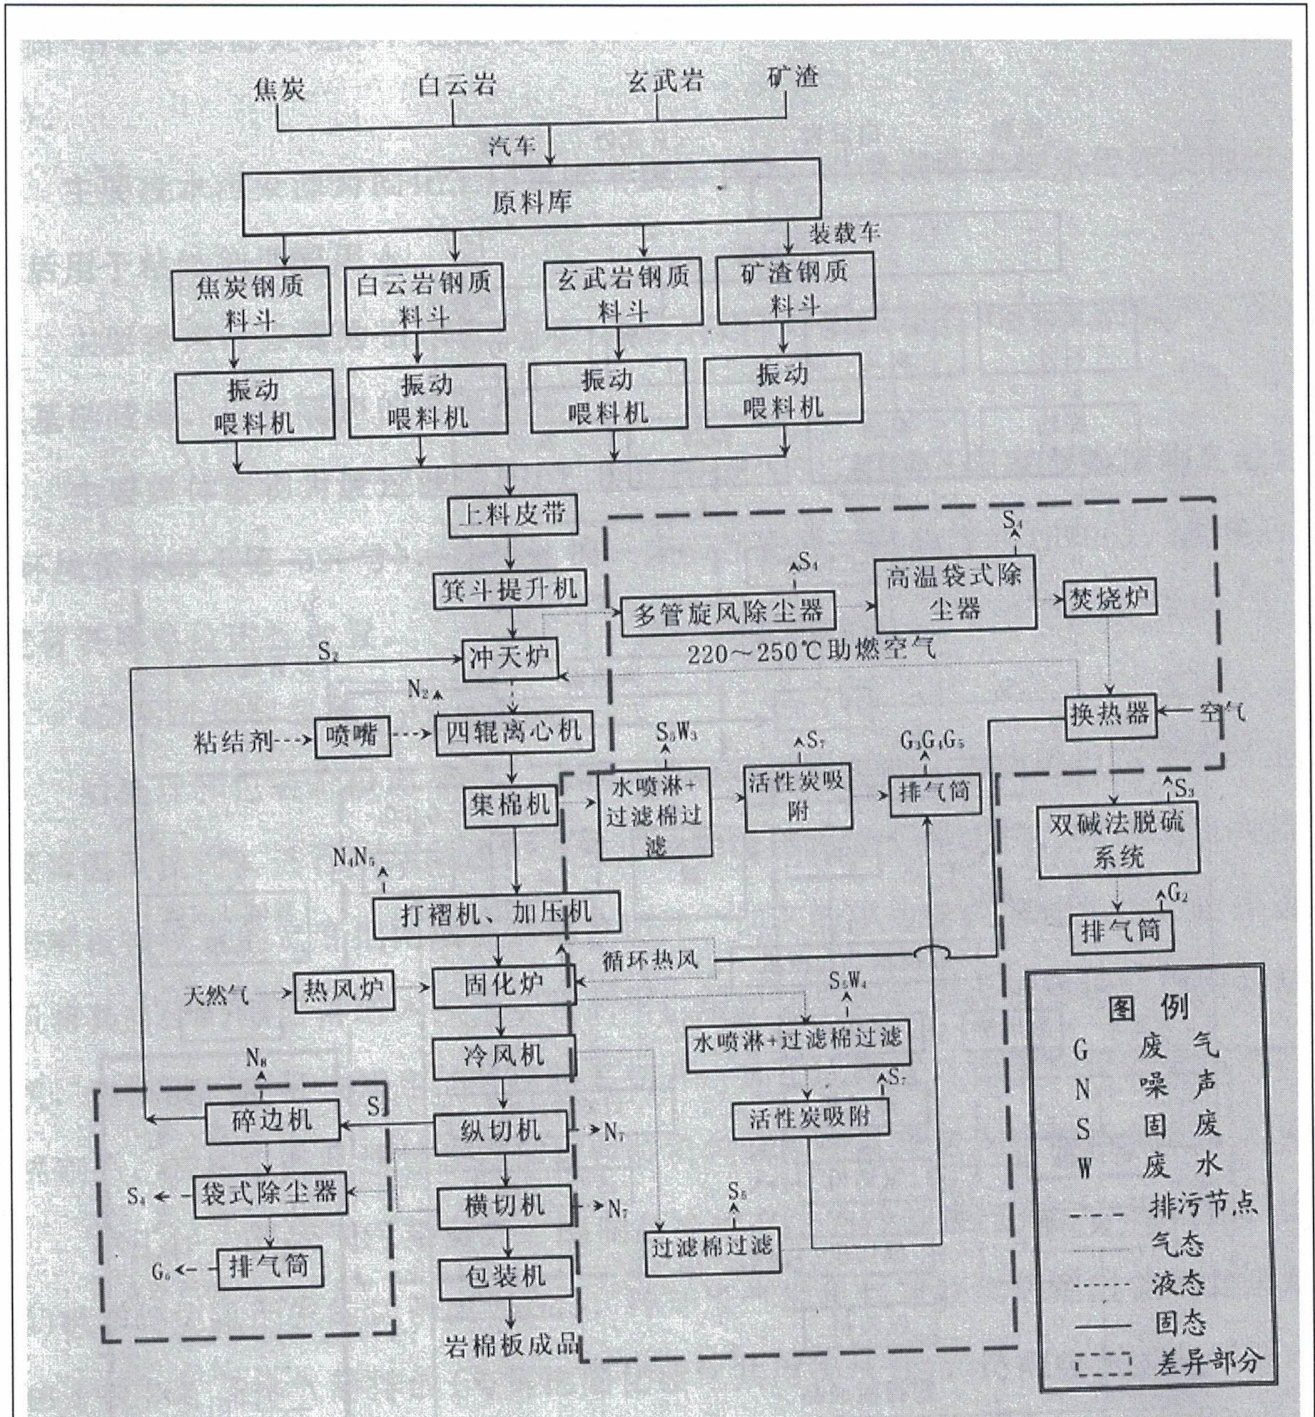 焦炭
白云岩
玄武岩
矿渣
汽车
原料库
装载车
焦炭钢质
料斗
白云岩钢质
料斗
玄武岩钢质
料斗
矿渣钢质
料斗
振动
喂料机
振动
喂料机
振动
喂料机
振动
喂料机
上料皮带
箕斗提升机
S₄
多管旋风除尘器
S₄
高温袋式除
尘器
焚烧炉
S₂
冲天炉
220～250℃助燃空气
N₂
粘结剂
喷嘴
四辊离心机
换热器
空气
集棉机
S₅W₃
水喷淋+
过滤棉过
滤
S₇
活性炭吸
附
G₃G₄G₅
排气筒
S₃
双碱法脱硫
系统
G₂
排气筒
N₄N₅
打褶机、加压机
循环热风
天然气
热风炉
固化炉
S₅W₄
水喷淋+过滤棉过滤
冷风机
S₇
活性炭吸附
N₈
碎边机
S
纵切机
N₇
袋式除尘器
S₄
横切机
N₇
S₅
过滤棉过滤
G₆
排气筒
包装机
岩棉板成品
图 例
G 废 气
N 噪 声
S 固 废
W 废 水
排污节点
气态
液态
固态
差异部分